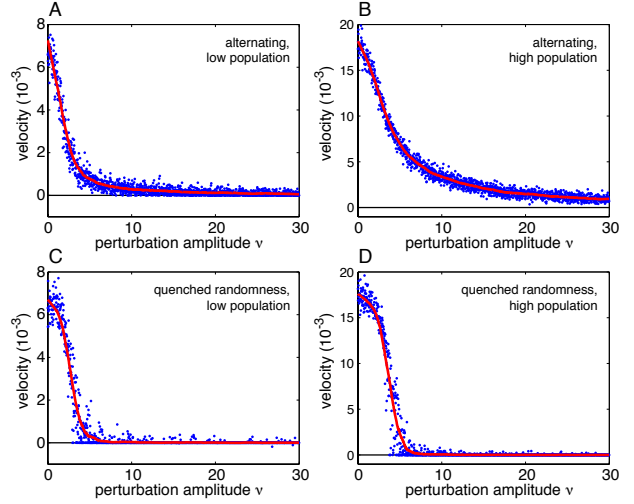 A
B
8
6
4
2
0
0
10
20
30
velocity (10⁻³)
perturbation amplitude ν
alternating,
low population
20
15
10
5
0
0
10
20
30
velocity (10⁻³)
perturbation amplitude ν
alternating,
high population
C
D
8
6
4
2
0
0
10
20
30
velocity (10⁻³)
perturbation amplitude ν
quenched randomness,
low population
20
15
10
5
0
0
10
20
30
velocity (10⁻³)
perturbation amplitude ν
quenched randomness,
high population